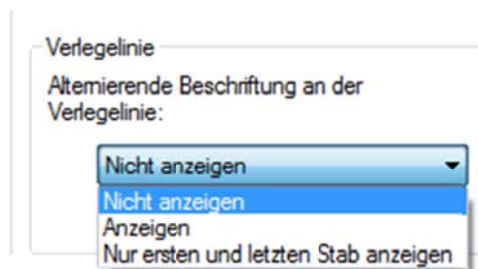 Verlegelinie
Alternierende Beschriftung an der
Verlegelinie:
Nicht anzeigen
Nicht anzeigen
Anzeigen
Nur ersten und letzten Stab anzeigen